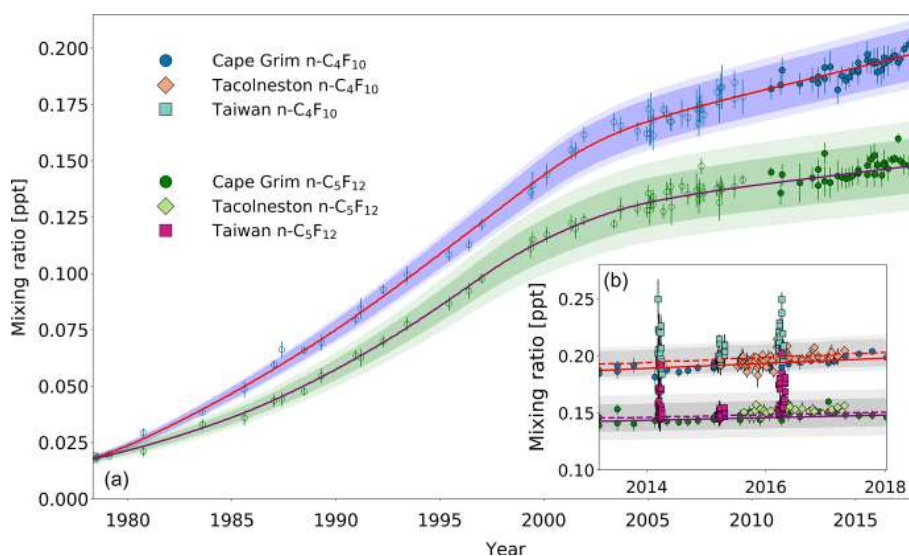 0.200
0.175
0.150
0.125
0.100
0.075
0.050
0.025
0.000
Mixing ratio [ppt]
Cape Grim n-C₄F₁₀
Tacolneston n-C₄F₁₀
Taiwan n-C₄F₁₀
Cape Grim n-C₅F₁₂
Tacolneston n-C₅F₁₂
Taiwan n-C₅F₁₂
(a)
1980 1985 1990 1995 2000 2005 2010 2015
Year
(b)
0.25
0.20
0.15
0.10
Mixing ratio [ppt]
2014 2016 2018